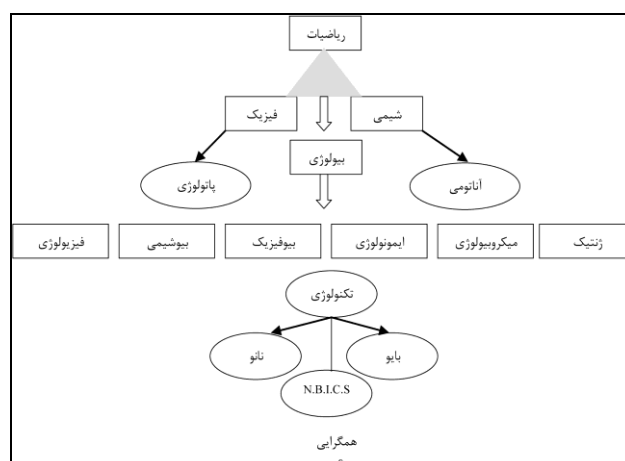 ریاضیات
شیمی
فیزیک
بیولوژی
آناتومی
پاتولوژی
ژنتیک
میکروبیولوژی
ایمونولوژی
بیوفیزیک
بیوشیمی
فیزیولوژی
تکنولوژی
بایو
نانو
N.B.I.C.S
همگرایی